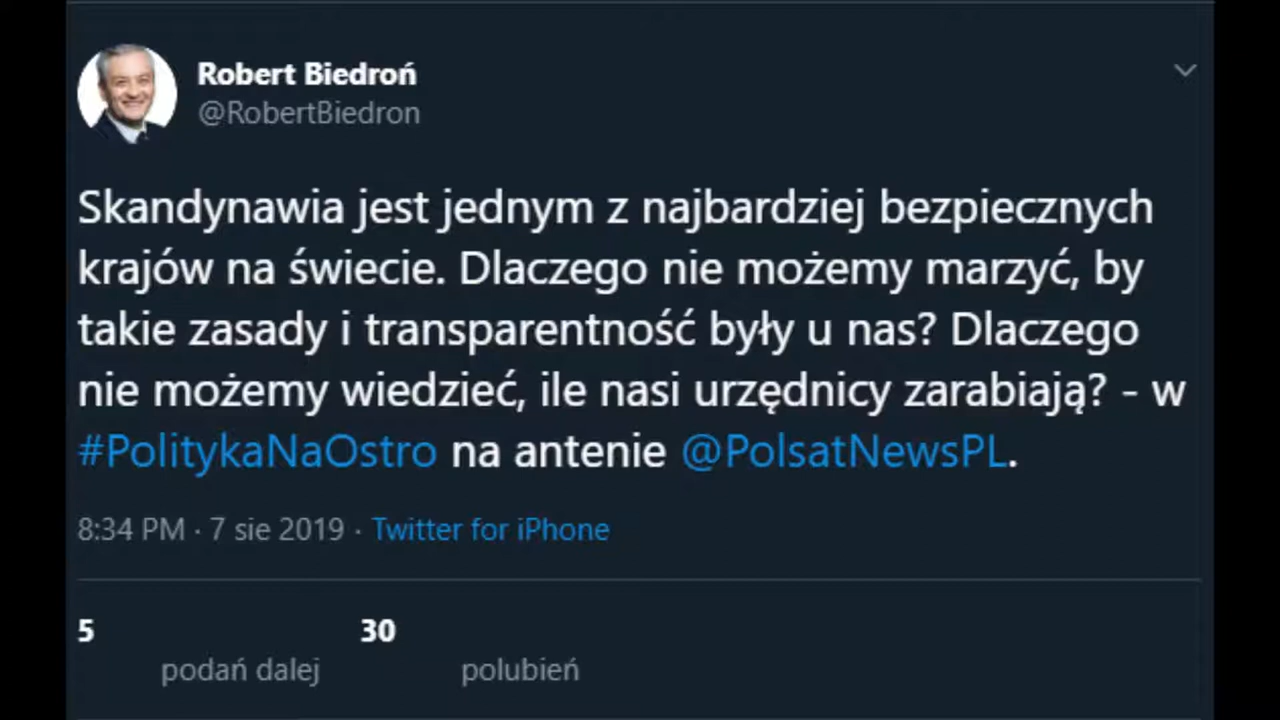 Robert Biedroń
@RobertBiedron
Skandynawia jest jednym z najbardziej bezpiecznych
krajów na świecie. Dlaczego nie możemy marzyć, by
takie zasady i transparentność były u nas? Dlaczego
nie możemy wiedzieć, ile nasi urzędnicy zarabiają? - w
#PolitykaNaOstro na antenie @PolsatNewsPL.
8:34 PM · 7 sie 2019 · Twitter for iPhone
5 30
podań dalej polubień